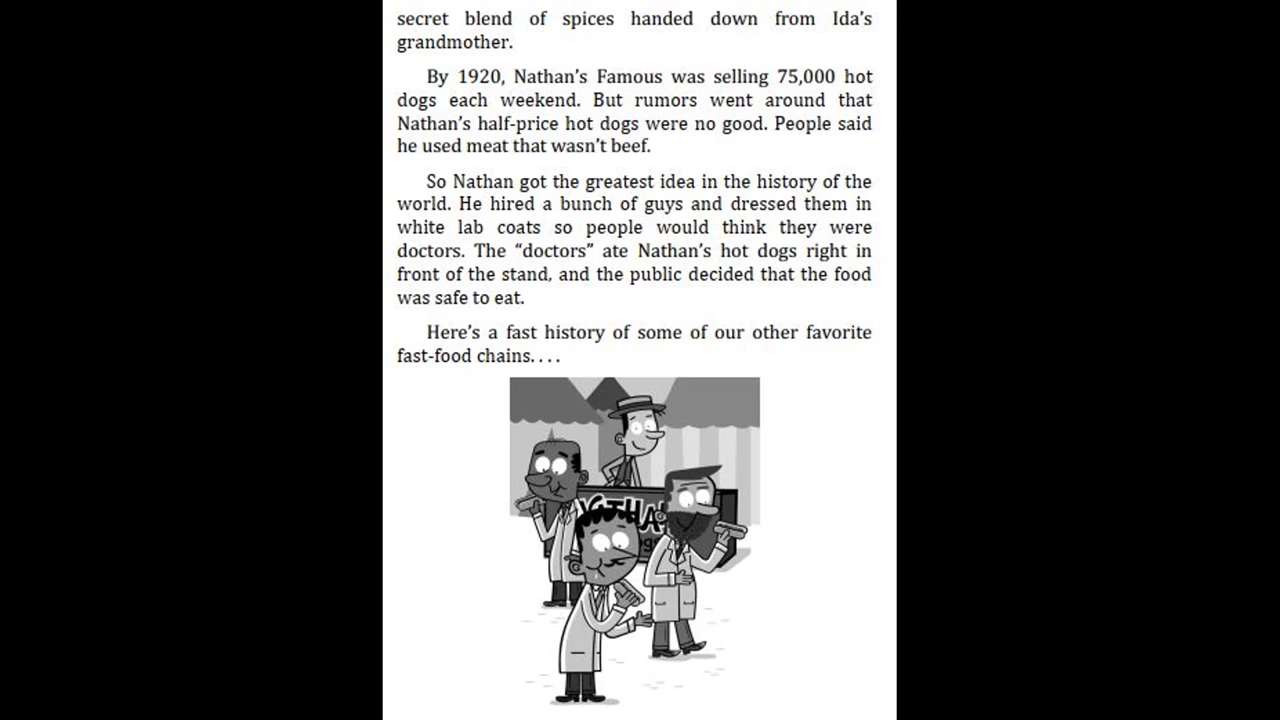 secret blend of spices handed down from Ida’s
grandmother.
By 1920, Nathan’s Famous was selling 75,000 hot
dogs each weekend. But rumors went around that
Nathan’s half-price hot dogs were no good. People said
he used meat that wasn’t beef.
So Nathan got the greatest idea in the history of the
world. He hired a bunch of guys and dressed them in
white lab coats so people would think they were
doctors. The “doctors” ate Nathan’s hot dogs right in
front of the stand, and the public decided that the food
was safe to eat.
Here’s a fast history of some of our other favorite
fast-food chains. . . .